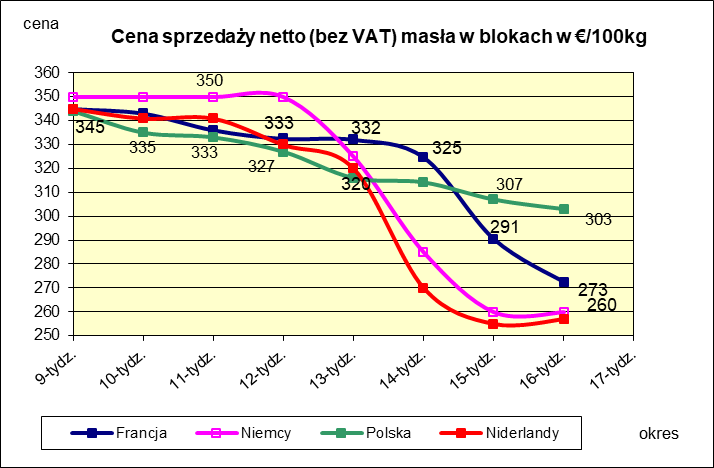 cena
Cena sprzedaży netto (bez VAT) masła w blokach w €/100kg
360
350
340
330
320
310
300
290
280
270
260
250
350
345
335
333
333
327
332
320
325
307
291
303
273
260
9-tydz.
10-tydz.
11-tydz.
12-tydz.
13-tydz.
14-tydz.
15-tydz.
16-tydz.
17-tydz.
Francja Niemcy Polska Niderlandy
okres